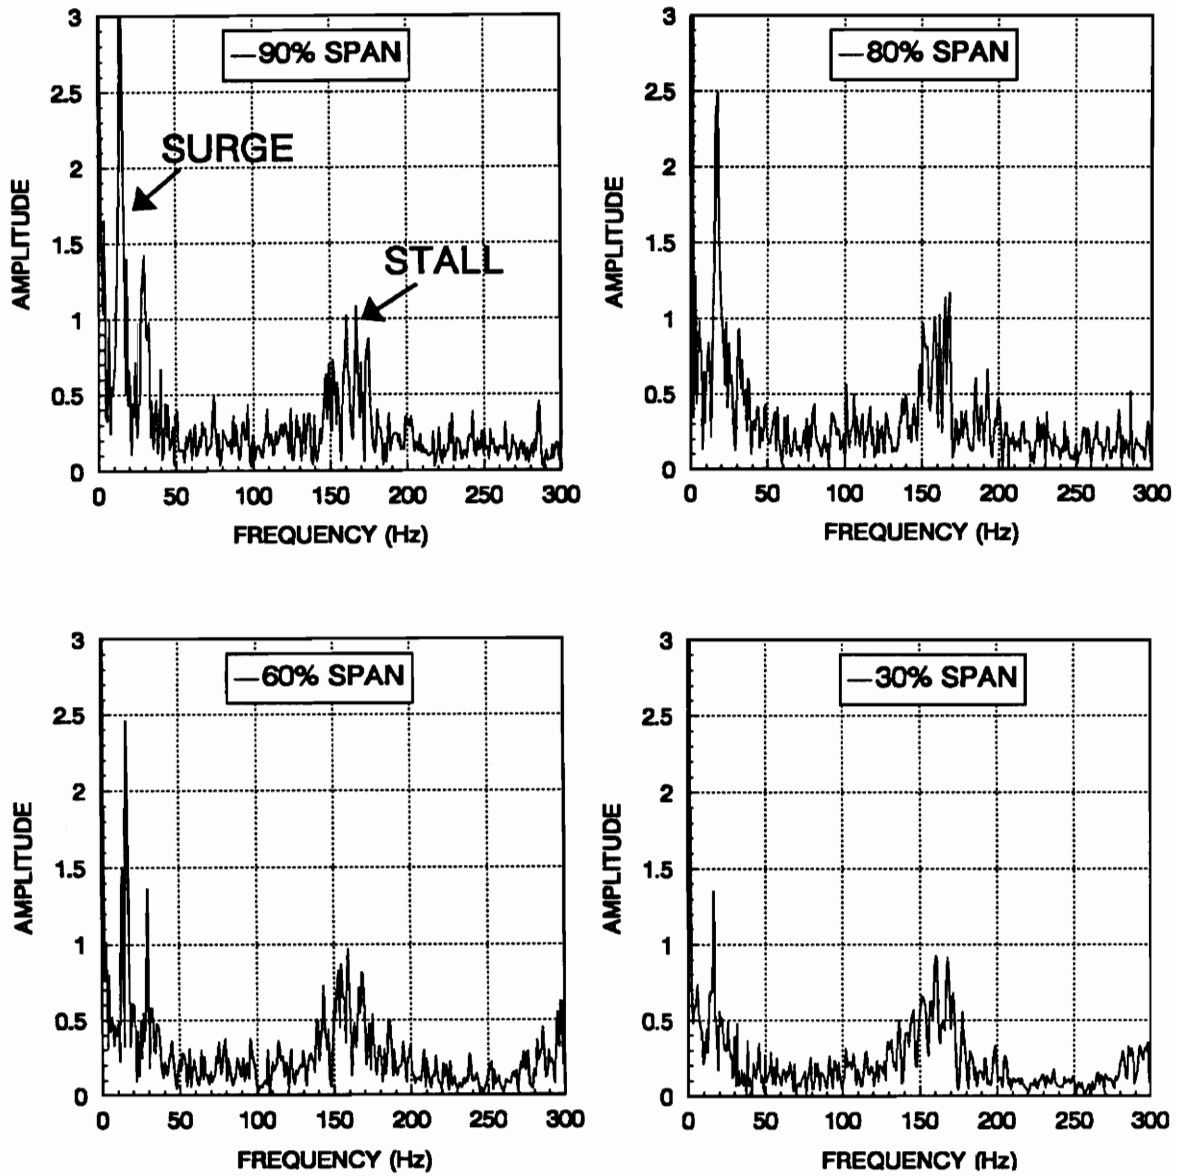 —90% SPAN
SURGE
STALL
AMPLITUDE
3
2.5
2
1.5
1
0.5
0
0 50 100 150 200 250 300
FREQUENCY (Hz)
—80% SPAN
AMPLITUDE
3
2.5
2
1.5
1
0.5
0
0 50 100 150 200 250 300
FREQUENCY (Hz)
—60% SPAN
AMPLITUDE
3
2.5
2
1.5
1
0.5
0
0 50 100 150 200 250 300
FREQUENCY (Hz)
—30% SPAN
AMPLITUDE
3
2.5
2
1.5
1
0.5
0
0 50 100 150 200 250 300
FREQUENCY (Hz)